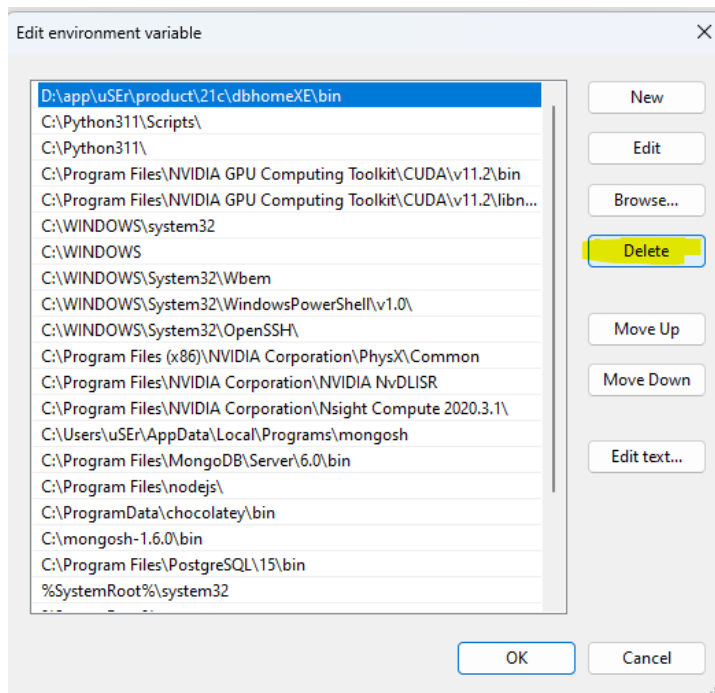 Edit environment variable
D:\app\uSEr\product\21c\dbhomeXE\bin
C:\Python311\Scripts\
C:\Python311\
C:\Program Files\NVIDIA GPU Computing Toolkit\CUDA\v11.2\bin
C:\Program Files\NVIDIA GPU Computing Toolkit\CUDA\v11.2\libn...
C:\WINDOWS\system32
C:\WINDOWS
C:\WINDOWS\System32\Wbem
C:\WINDOWS\System32\WindowsPowerShell\v1.0\
C:\WINDOWS\System32\OpenSSH\
C:\Program Files (x86)\NVIDIA Corporation\PhysX\Common
C:\Program Files\NVIDIA Corporation\NVIDIA NvDLISR
C:\Program Files\NVIDIA Corporation\Nsight Compute 2020.3.1\
C:\Users\uSEr\AppData\Local\Programs\mongosh
C:\Program Files\MongoDB\Server\6.0\bin
C:\Program Files\nodejs\
C:\ProgramData\chocolatey\bin
C:\mongosh-1.6.0\bin
C:\Program Files\PostgreSQL\15\bin
%SystemRoot%\system32
New
Edit
Browse...
Delete
Move Up
Move Down
Edit text...
OK
Cancel